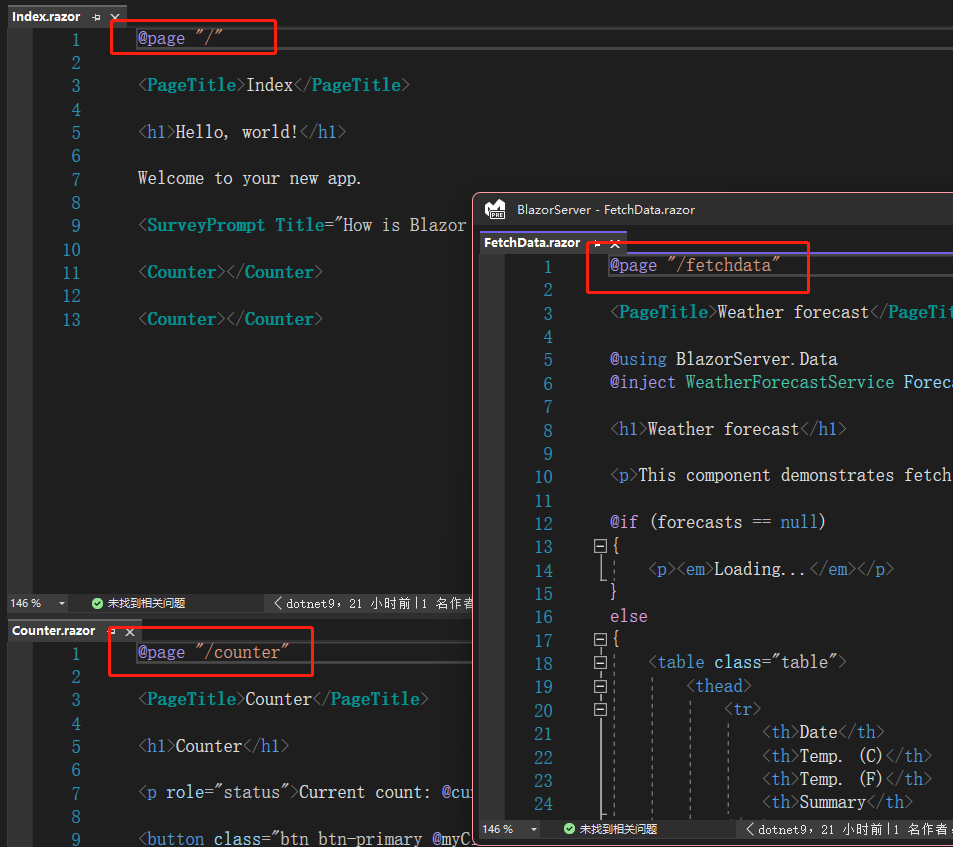 Index.razor
1 @page "/"
2
3 <PageTitle>Index</PageTitle>
4
5 <h1>Hello, world!</h1>
6
7 Welcome to your new app.
8
9 <SurveyPrompt Title="How is Blazor
10
11 <Counter></Counter>
12
13 <Counter></Counter>
146 % 未找到相关问题 dotnet9，21 小时前 | 1 名作者
Counter.razor
1 @page "/counter"
2
3 <PageTitle>Counter</PageTitle>
4
5 <h1>Counter</h1>
6
7 <p role="status">Current count: @cu
8
9 <button class="btn btn-primary @myC
PRE BlazorServer - FetchData.razor
FetchData.razor
1 @page "/fetchdata"
2
3 <PageTitle>Weather forecast</PageTit
4
5 @using BlazorServer.Data
6 @inject WeatherForecastService Foreca
7
8 <h1>Weather forecast</h1>
9
10 <p>This component demonstrates fetch
11
12 @if (forecasts == null)
13 {
14 <p><em>Loading...</em></p>
15 }
16 else
17 {
18 <table class="table">
19 <thead>
20 <tr>
21 <th>Date</th>
22 <th>Temp. (C)</th>
23 <th>Temp. (F)</th>
24 <th>Summary</th>
146 % 未找到相关问题 dotnet9，21 小时前 | 1 名作者